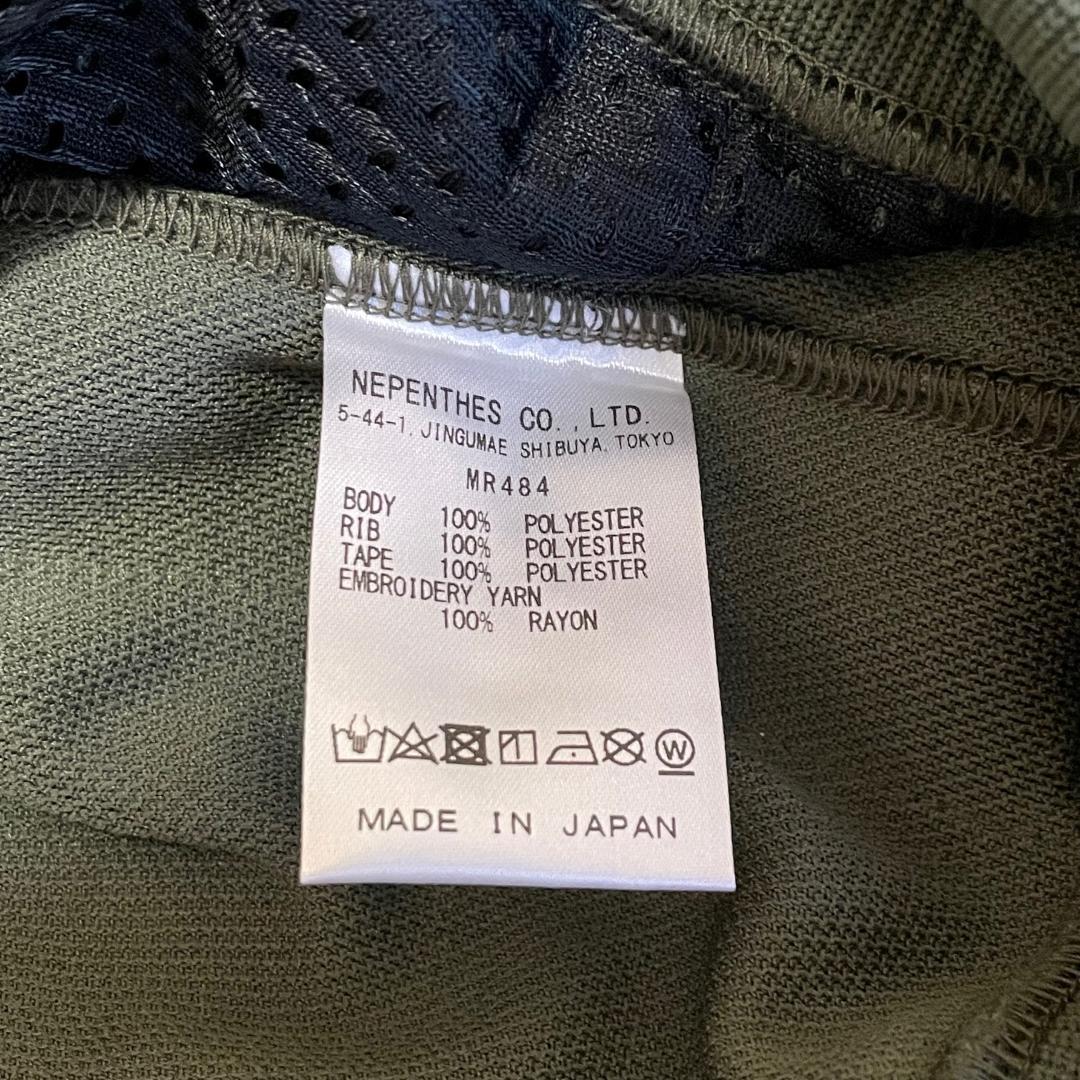 NEPENTHES CO.,LTD.
5-44-1, JINGUMAE SHIBUYA, TOKYO
MR484
BODY 100% POLYESTER
RIB 100% POLYESTER
TAPE 100% POLYESTER
EMBROIDERY YARN
100% RAYON
W
MADE IN JAPAN